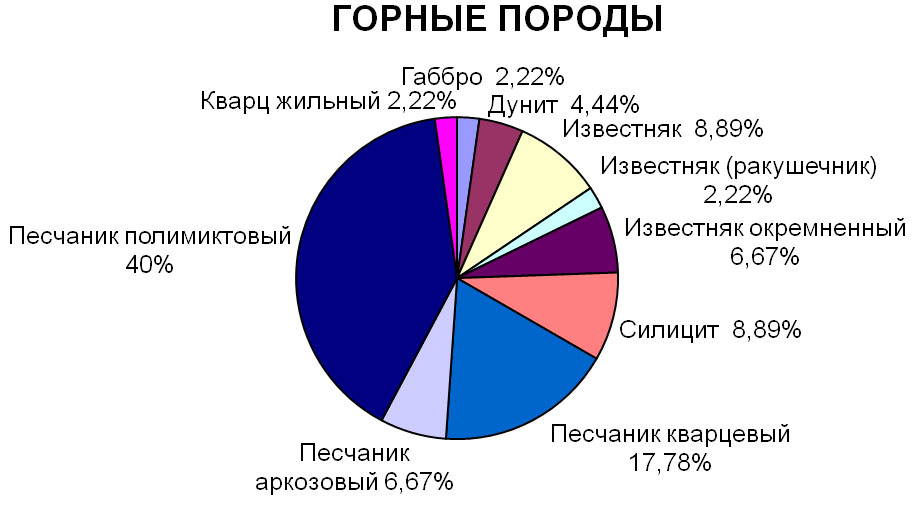 ГОРНЫЕ ПОРОДЫ
Габбро 2,22%
Кварц жильный 2,22%
Дунит 4,44%
Известняк 8,89%
Известняк (ракушечник)
2,22%
Известняк окремненный
6,67%
Песчаник полимиктовый
40%
Силицит 8,89%
Песчаник кварцевый
17,78%
Песчаник
аркозовый 6,67%